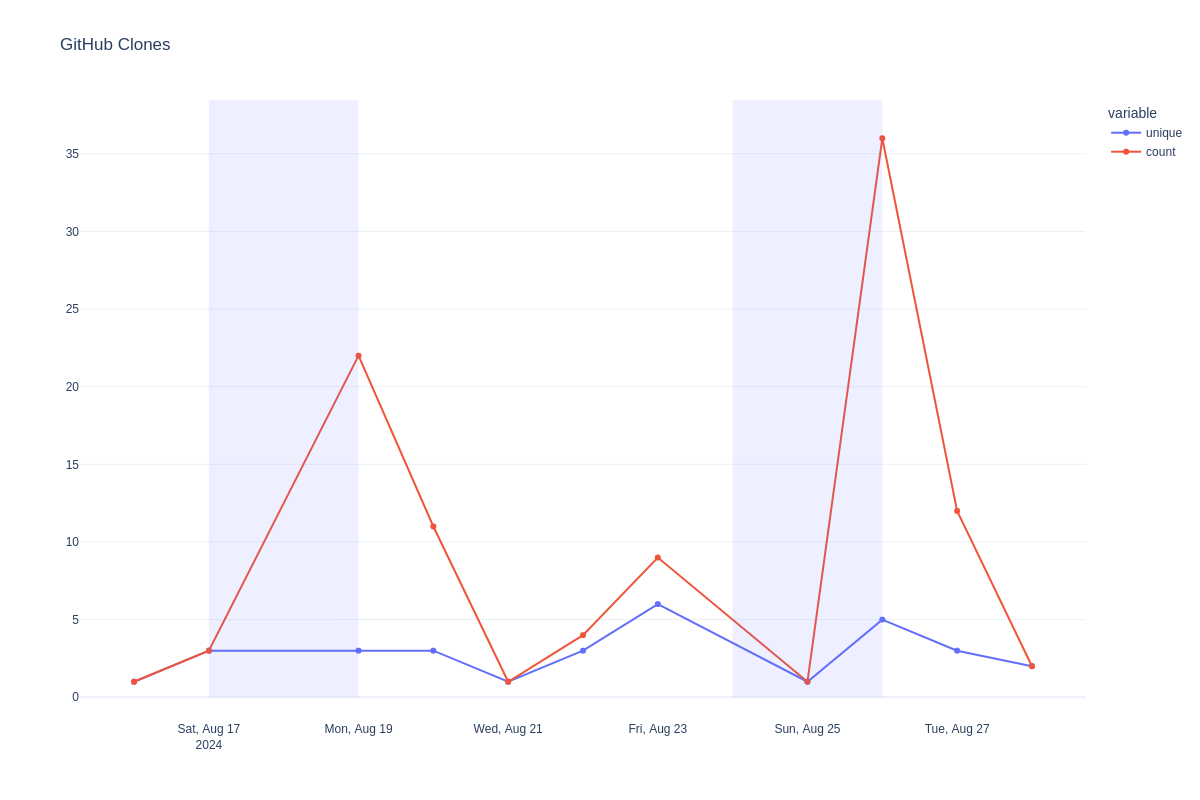 GitHub Clones
variable
unique
count
35
30
25
20
15
10
5
0
Sat, Aug 17
2024
Mon, Aug 19
Wed, Aug 21
Fri, Aug 23
Sun, Aug 25
Tue, Aug 27